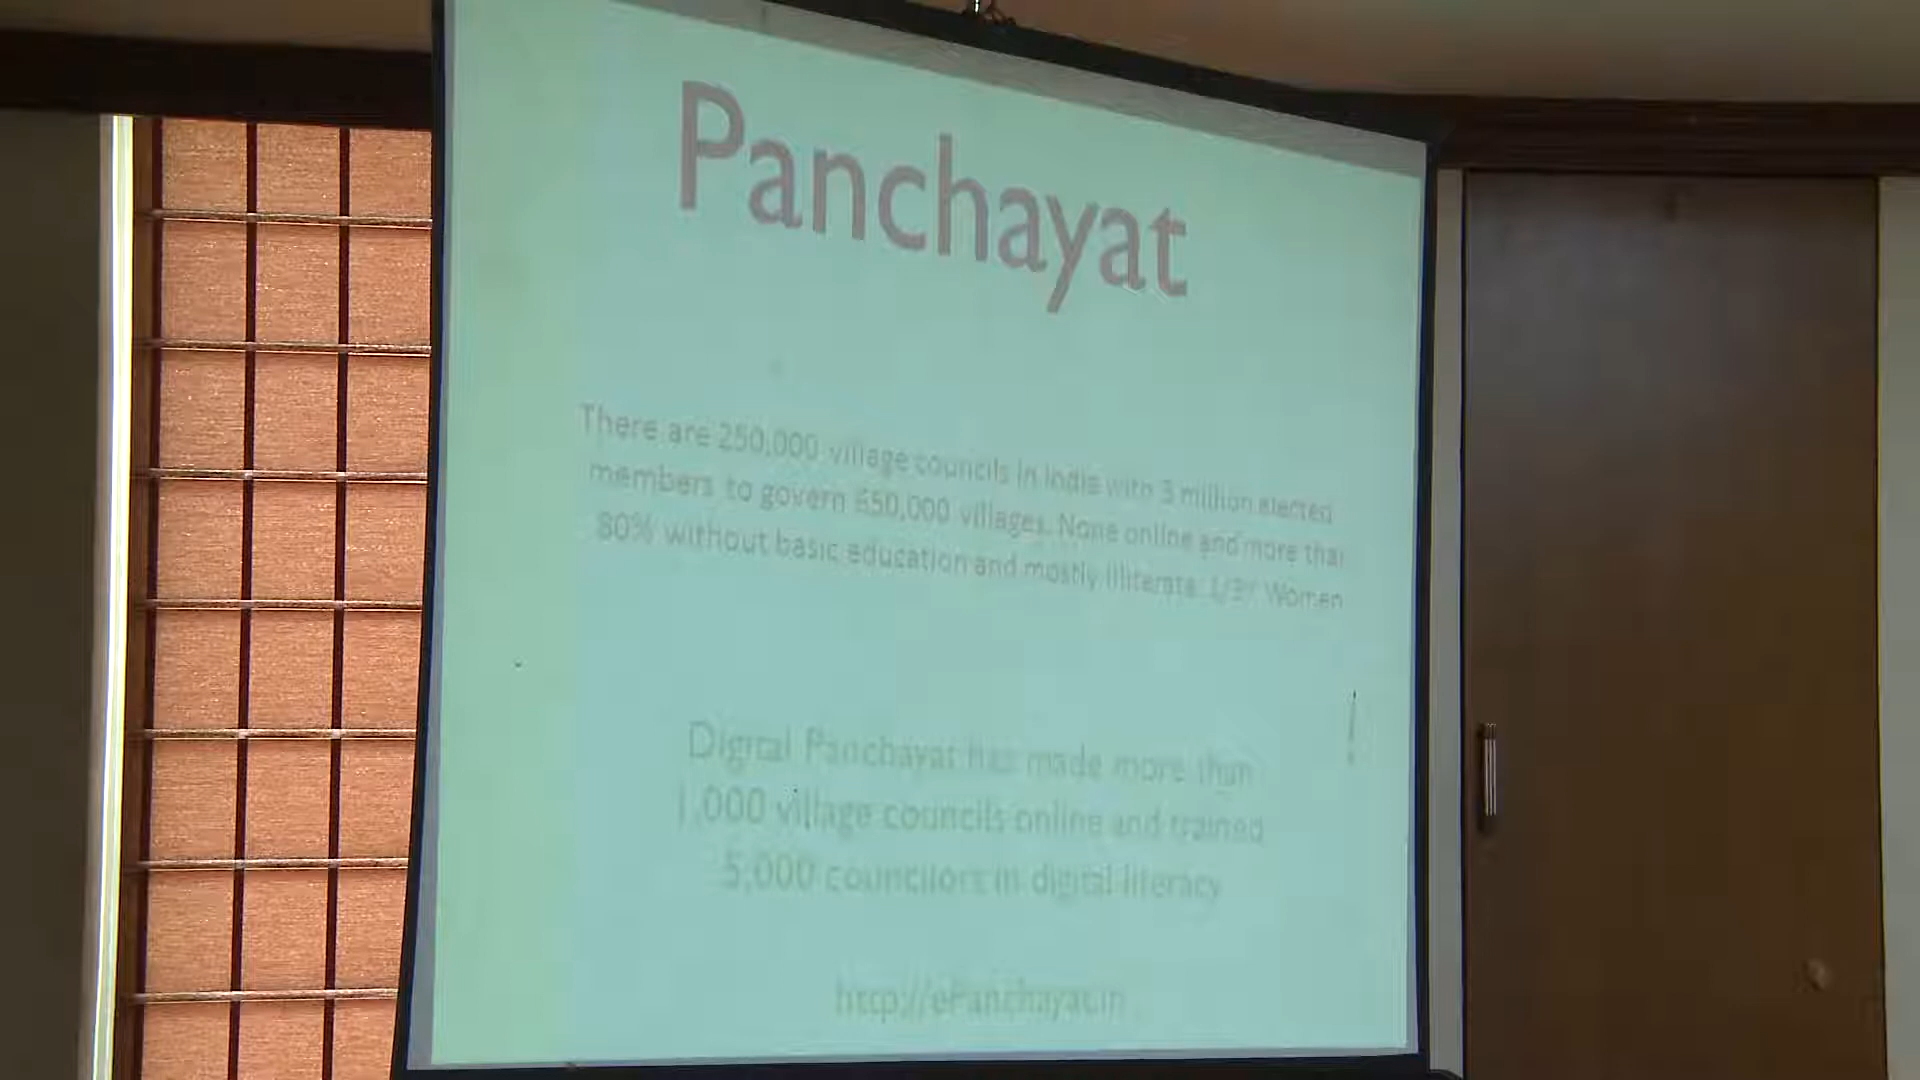 Panchayat
There are 250,000 village councils in India with 3 million elected
members to govern 650,000 villages. None online and more than
80% without basic education and mostly illiterate. 1/3rd Women
Digital Panchayat has made more than
1,000 village councils online and trained
5,000 councilors in digital literacy
http://ePanchayat.in